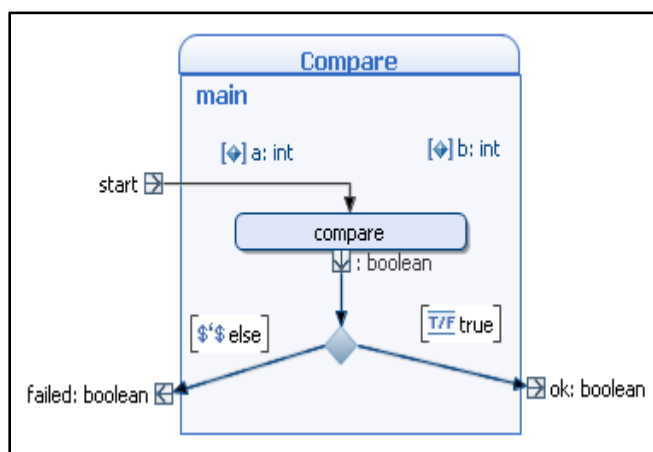 Compare
main
a: int
b: int
start
compare
: boolean
[$'$ else]
[T/F true]
failed: boolean
ok: boolean